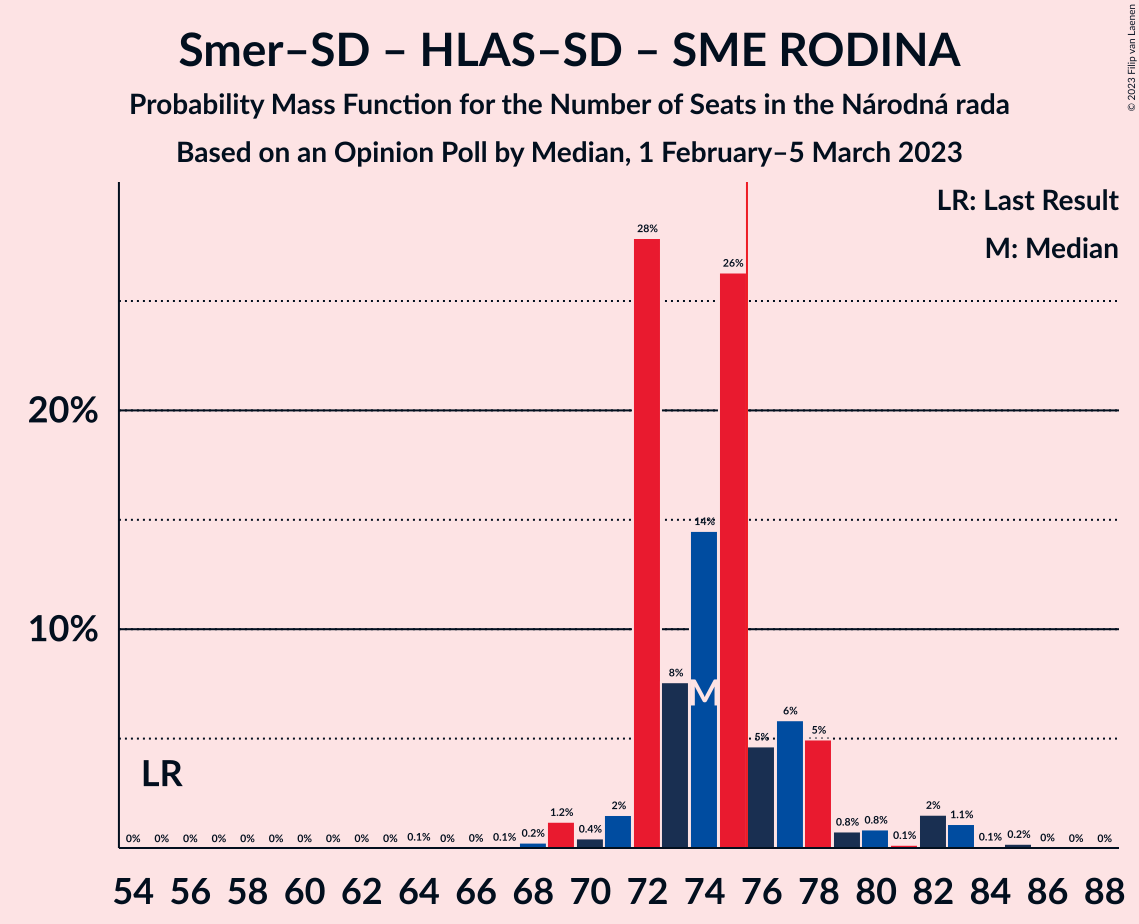 © 2023 Filip van Laenen
Smer–SD – HLAS–SD – SME RODINA
Probability Mass Function for the Number of Seats in the Národná rada
Based on an Opinion Poll by Median, 1 February–5 March 2023
LR: Last Result
M: Median
20%
10%
LR
M
0% 0% 0% 0% 0% 0% 0% 0% 0% 0% 0.1% 0% 0% 0.1% 0.2% 1.2% 0.4% 2% 28% 8% 14% 26% 5% 6% 5% 0.8% 0.8% 0.1% 2% 1.1% 0.1% 0.2% 0% 0% 0%
54 56 58 60 62 64 66 68 70 72 74 76 78 80 82 84 86 88